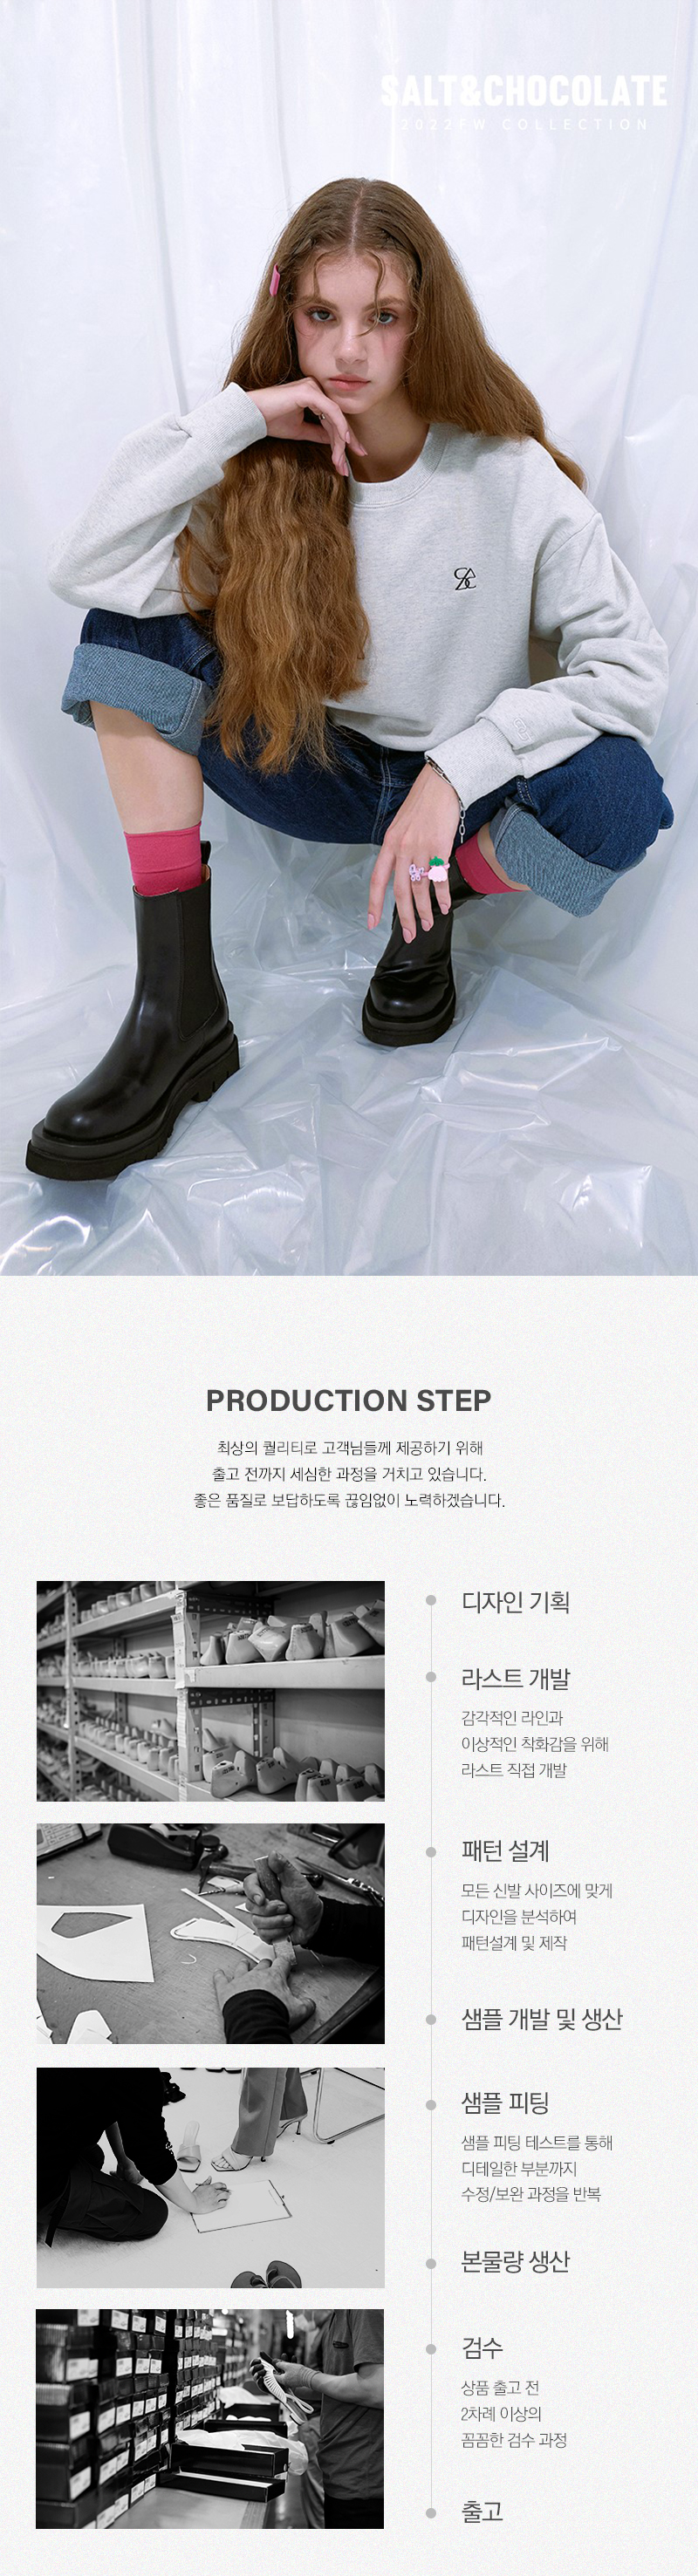 SALT&CHOCOLATE
2022FW COLLECTION
PRODUCTION STEP
최상의 퀄리티로 고객님들께 제공하기 위해
출고 전까지 세심한 과정을 거치고 있습니다.
좋은 품질로 보답하도록 끊임없이 노력하겠습니다.
디자인 기획
라스트 개발
감각적인 라인과
이상적인 착화감을 위해
라스트 직접 개발
패턴 설계
모든 신발 사이즈에 맞게
디자인을 분석하여
패턴설계 및 제작
샘플 개발 및 생산
샘플 피팅
샘플 피팅 테스트를 통해
디테일한 부분까지
수정/보완 과정을 반복
본물량 생산
검수
상품 출고 전
2차례 이상의
꼼꼼한 검수 과정
출고